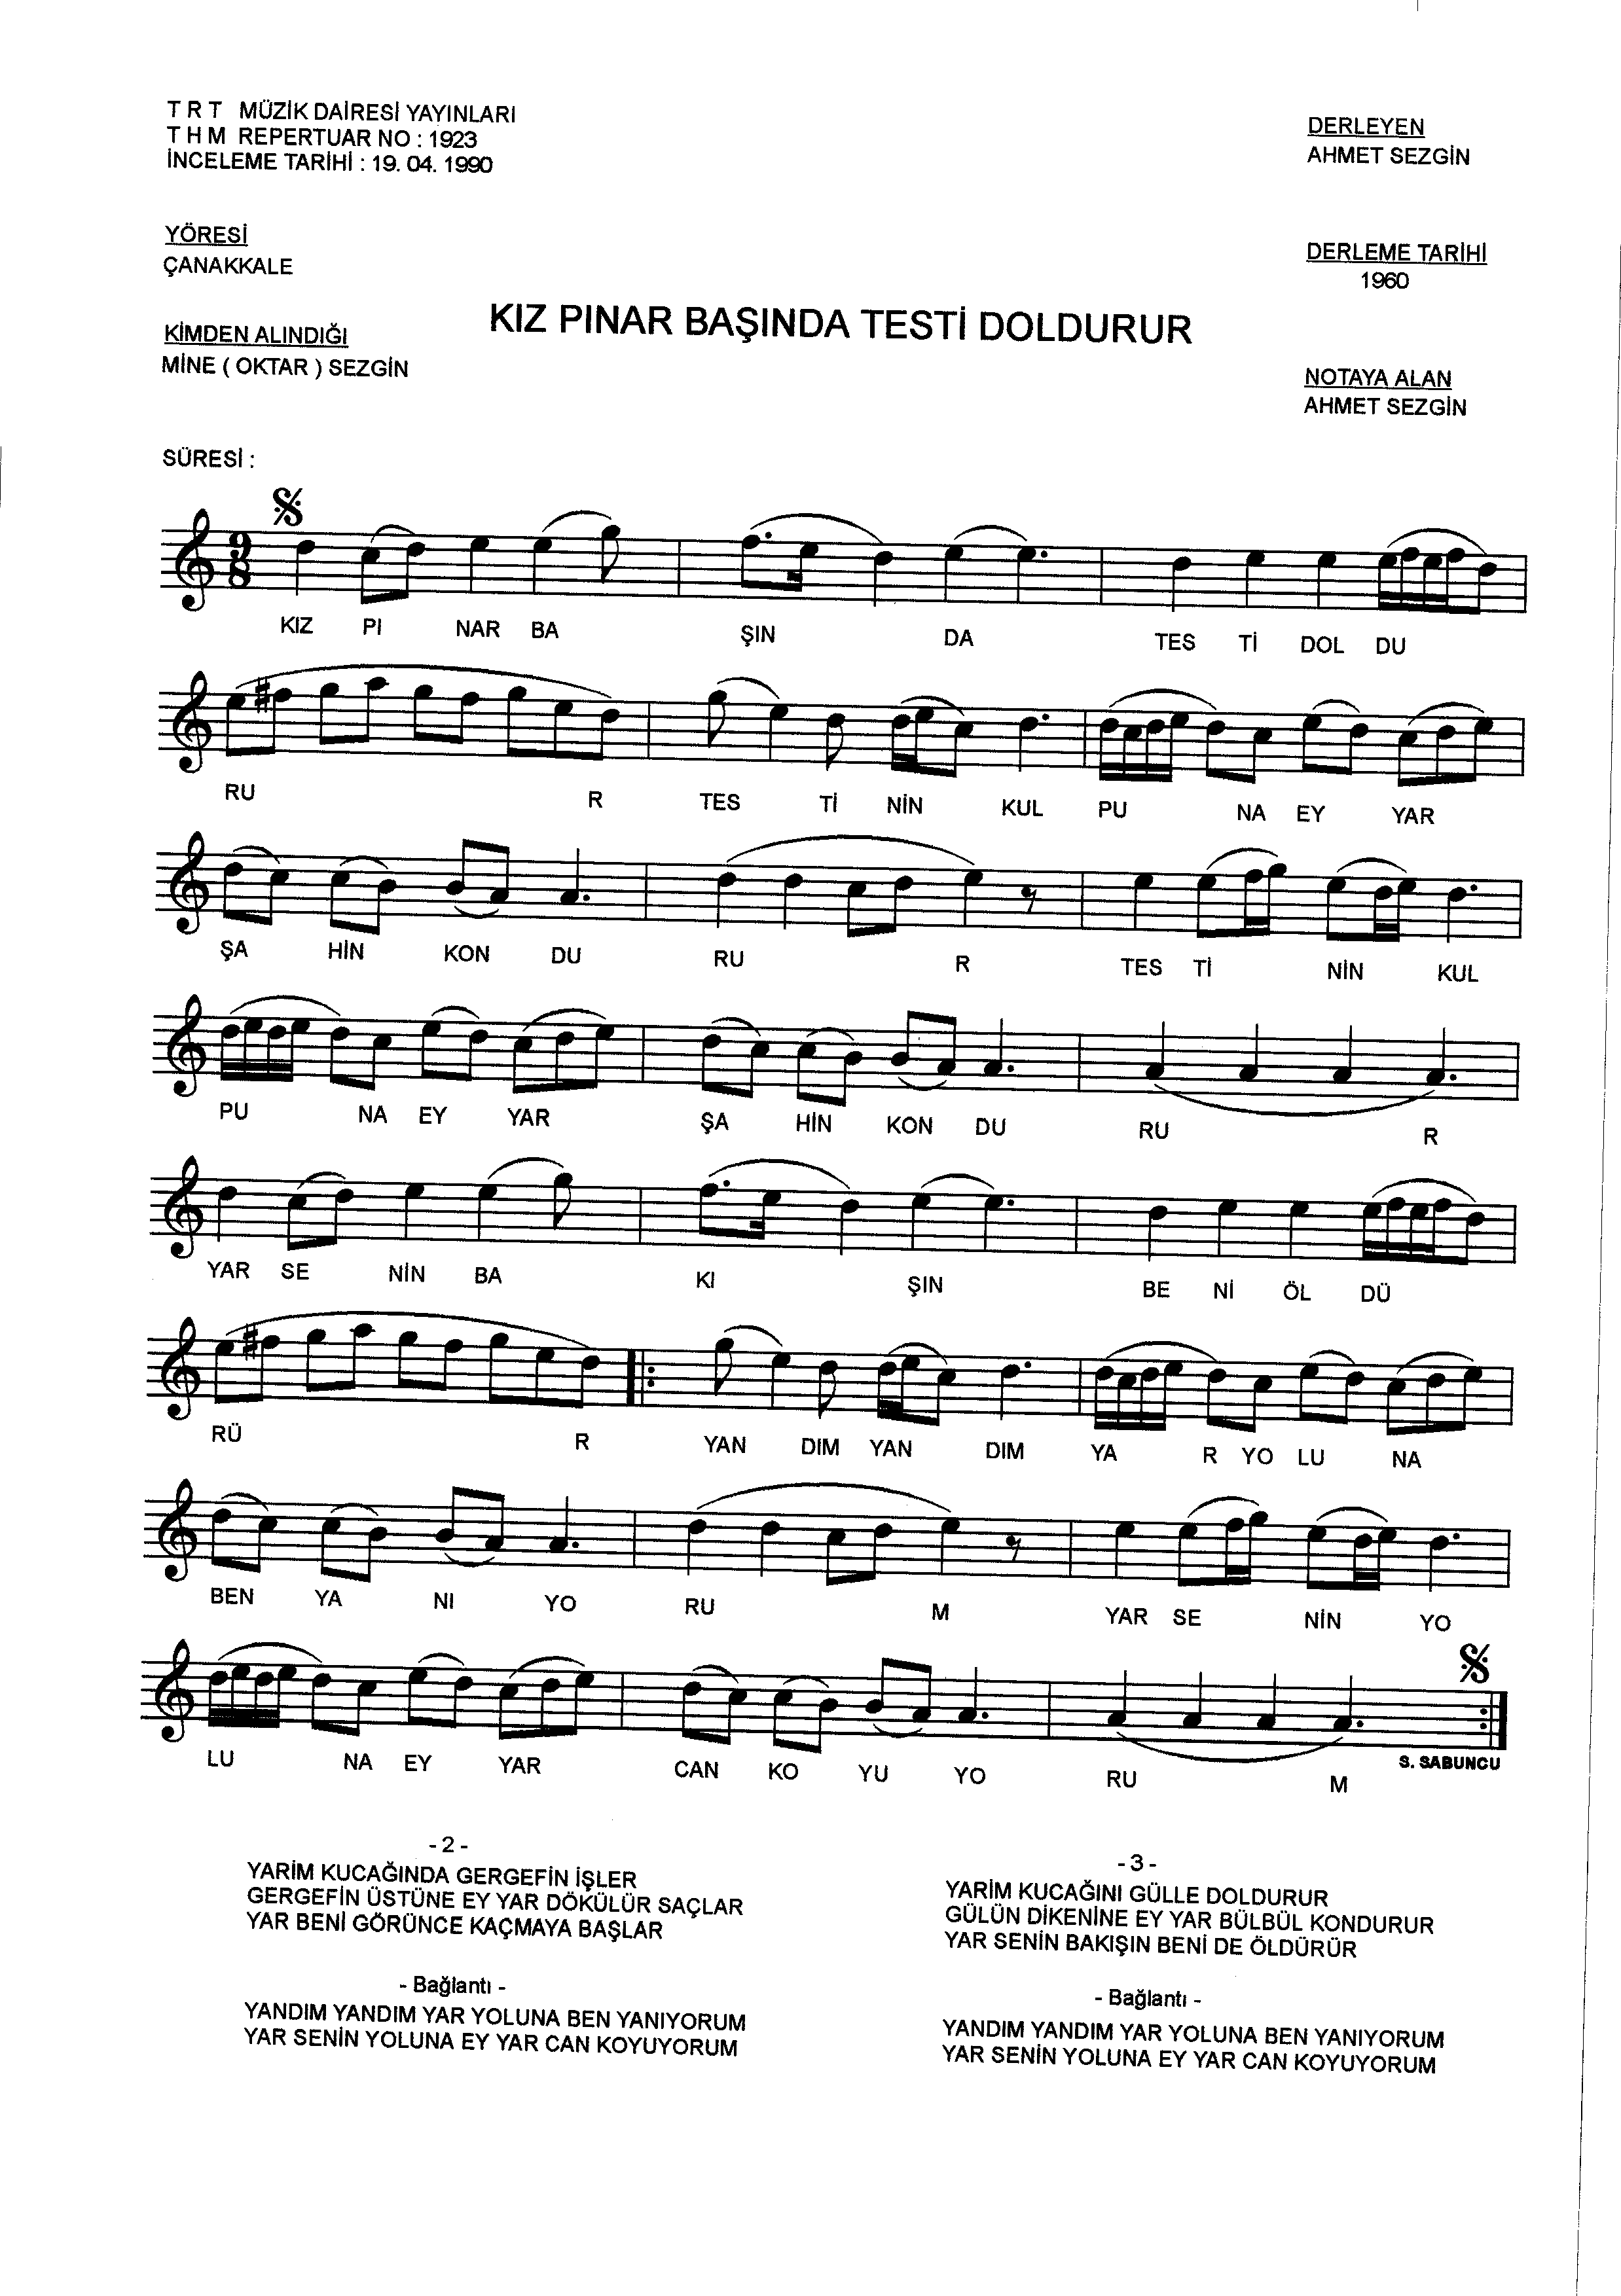 T R T MÜZİK DAİRESİ YAYINLARI
T H M REPERTUAR NO : 1923
İNCELEME TARİHİ : 19. 04. 1990
DERLEYEN
AHMET SEZGİN
YÖRESİ
ÇANAKKALE
DERLEME TARİHİ
1960
KIZ PINAR BAŞINDA TESTİ DOLDURUR
KİMDEN ALINDIĞI
MİNE ( OKTAR ) SEZGİN
NOTAYA ALAN
AHMET SEZGİN
SÜRESİ :
9
8
KIZ PI NAR BA ŞIN DA TES Tİ DOL DU
RU R TES Tİ NİN KUL PU NA EY YAR
ŞA HİN KON DU RU R TES Tİ NİN KUL
PU NA EY YAR ŞA HİN KON DU RU R
YAR SE NİN BA KI ŞIN BE Nİ ÖL DÜ
RÜ R YAN DIM YAN DIM YA R YO LU NA
BEN YA NI YO RU M YAR SE NİN YO
LU NA EY YAR CAN KO YU YO RU M
S. SABUNCU
- 2 -
YARİM KUCAĞINDA GERGEFİN İŞLER
GERGEFİN ÜSTÜNE EY YAR DÖKÜLÜR SAÇLAR
YAR BENİ GÖRÜNCE KAÇMAYA BAŞLAR
- Bağlantı -
YANDIM YANDIM YAR YOLUNA BEN YANIYORUM
YAR SENİN YOLUNA EY YAR CAN KOYUYORUM
- 3 -
YARİM KUCAĞINI GÜLLE DOLDURUR
GÜLÜN DİKENİNE EY YAR BÜLBÜL KONDURUR
YAR SENİN BAKIŞIN BENİ DE ÖLDÜRÜR
- Bağlantı -
YANDIM YANDIM YAR YOLUNA BEN YANIYORUM
YAR SENİN YOLUNA EY YAR CAN KOYUYORUM